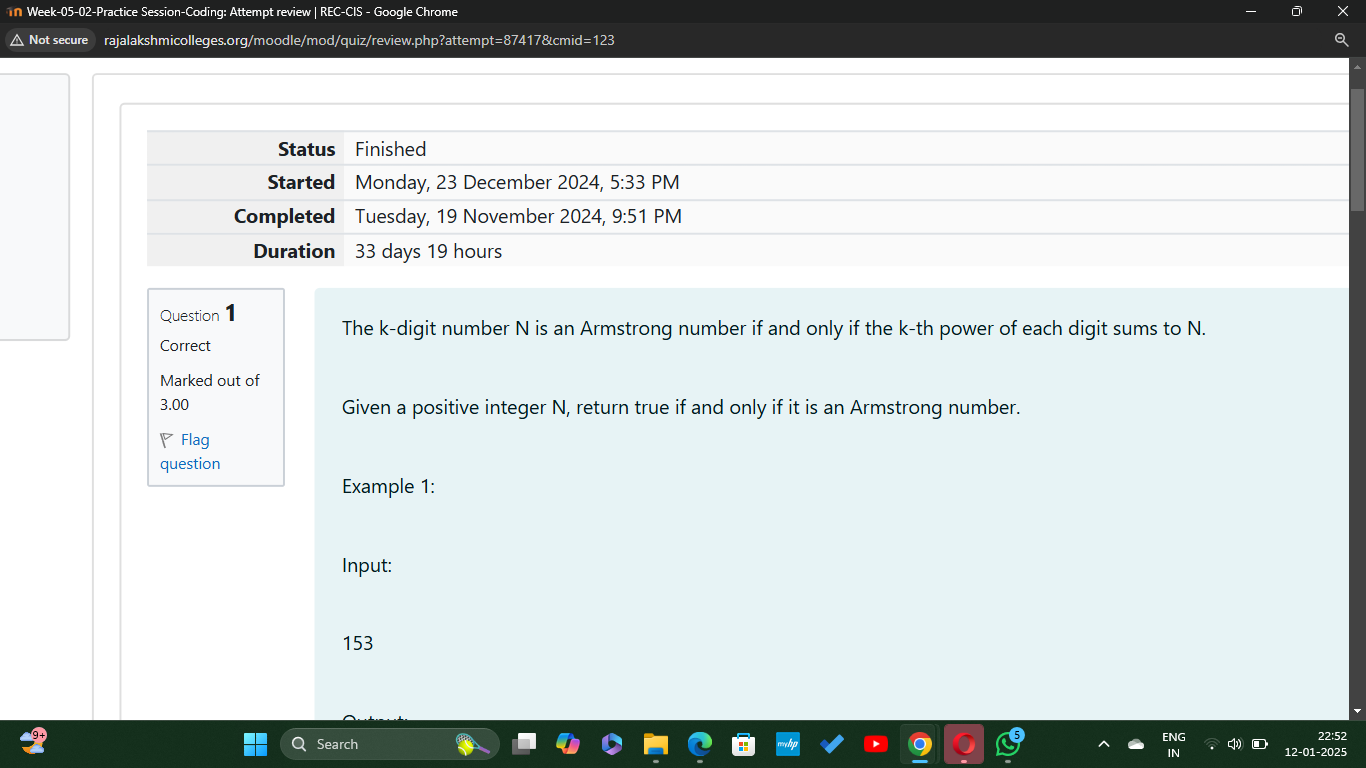 Week-05-02-Practice Session-Coding: Attempt review | REC-CIS - Google Chrome
Not secure rajalakshmicolleges.org/moodle/mod/quiz/review.php?attempt=87417&cmid=123
Status Finished
Started Monday, 23 December 2024, 5:33 PM
Completed Tuesday, 19 November 2024, 9:51 PM
Duration 33 days 19 hours
Question 1
Correct
Marked out of
3.00
Flag
question
The k-digit number N is an Armstrong number if and only if the k-th power of each digit sums to N.
Given a positive integer N, return true if and only if it is an Armstrong number.
Example 1:
Input:
153
Output:
9+
Search
myhp
5
ENG
IN
22:52
12-01-2025